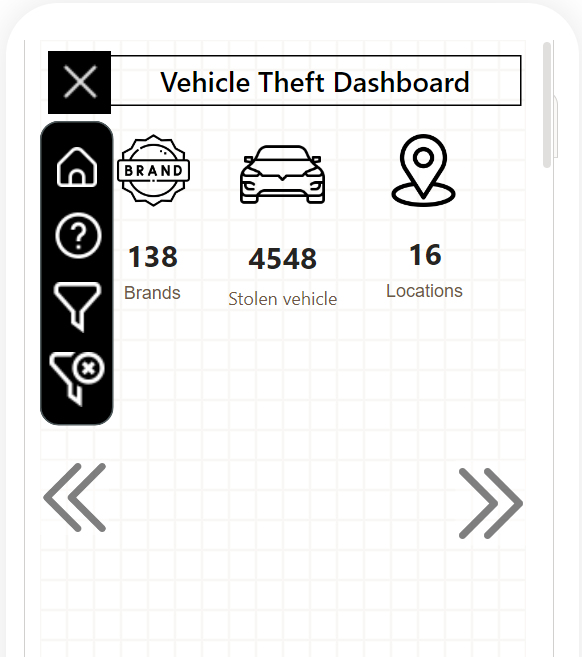 Vehicle Theft Dashboard
BRAND
138
4548
16
Brands
Stolen vehicle
Locations